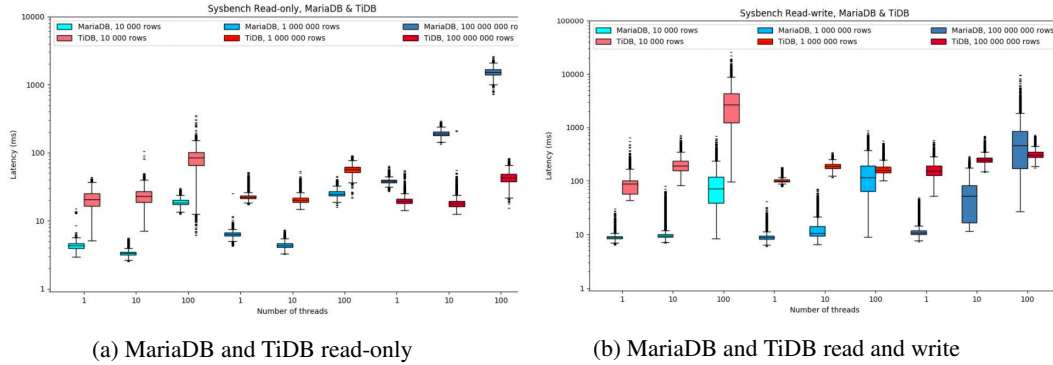 Sysbench Read-only, MariaDB & TiDB
MariaDB, 10 000 rows
TiDB, 10 000 rows
MariaDB, 1 000 000 rows
TiDB, 1 000 000 rows
MariaDB, 100 000 000 rows
TiDB, 100 000 000 rows
Latency (ms)
10000
1000
100
10
1
1 10 100 1 10 100 1 10 100
Number of threads
(a) MariaDB and TiDB read-only
Sysbench Read-write, MariaDB & TiDB
MariaDB, 10 000 rows
TiDB, 10 000 rows
MariaDB, 1 000 000 rows
TiDB, 1 000 000 rows
MariaDB, 100 000 000 rows
TiDB, 100 000 000 rows
Latency (ms)
100000
10000
1000
100
10
1
1 10 100 1 10 100 1 10 100
Number of threads
(b) MariaDB and TiDB read and write